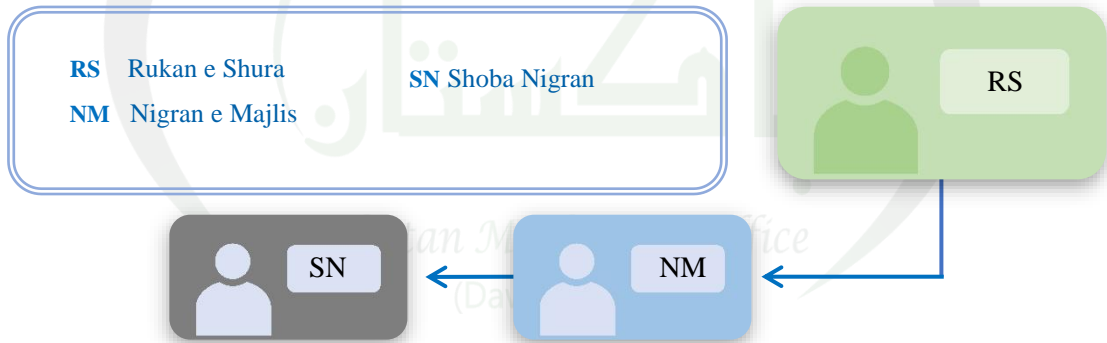 RS Rukan e Shura
SN Shoba Nigran
NM Nigran e Majlis
RS
SN
NM